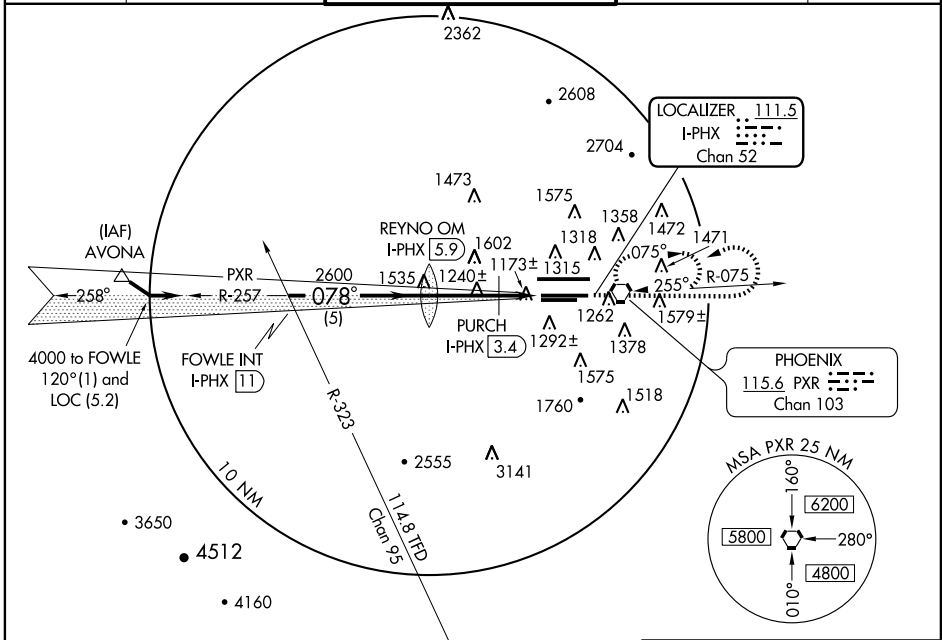 2362
2608
LOCALIZER 111.5
I-PHX
Chan 52
2704
1473
1575
1358
1472
1471
(IAF)
AVONA
REYNO OM
I-PHX 5.9
1602
1318
075°
1173±
1315
PXR
2600
1535
1240±
255°
R-075
258°
R-257
078°
(5)
PURCH
I-PHX 3.4
1262
1579±
4000 to FOWLE
120°(1) and
LOC (5.2)
FOWLE INT
I-PHX 11
1292±
1378
PHOENIX
115.6 PXR
Chan 103
1575
R-323
1760
1518
2555
3141
MSA PXR 25 NM
160°
6200
5800
280°
4800
010°
10 NM
114.8 TFD
Chan 95
3650
4512
4160